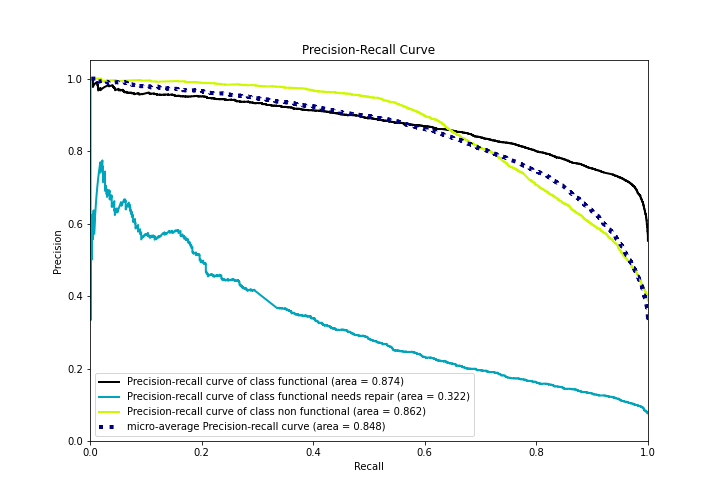 Precision-Recall Curve
1.0
0.8
0.6
0.4
0.2
0.0
Precision
Precision-recall curve of class functional (area = 0.874)
Precision-recall curve of class functional needs repair (area = 0.322)
Precision-recall curve of class non functional (area = 0.862)
micro-average Precision-recall curve (area = 0.848)
0.0 0.2 0.4 0.6 0.8 1.0
Recall